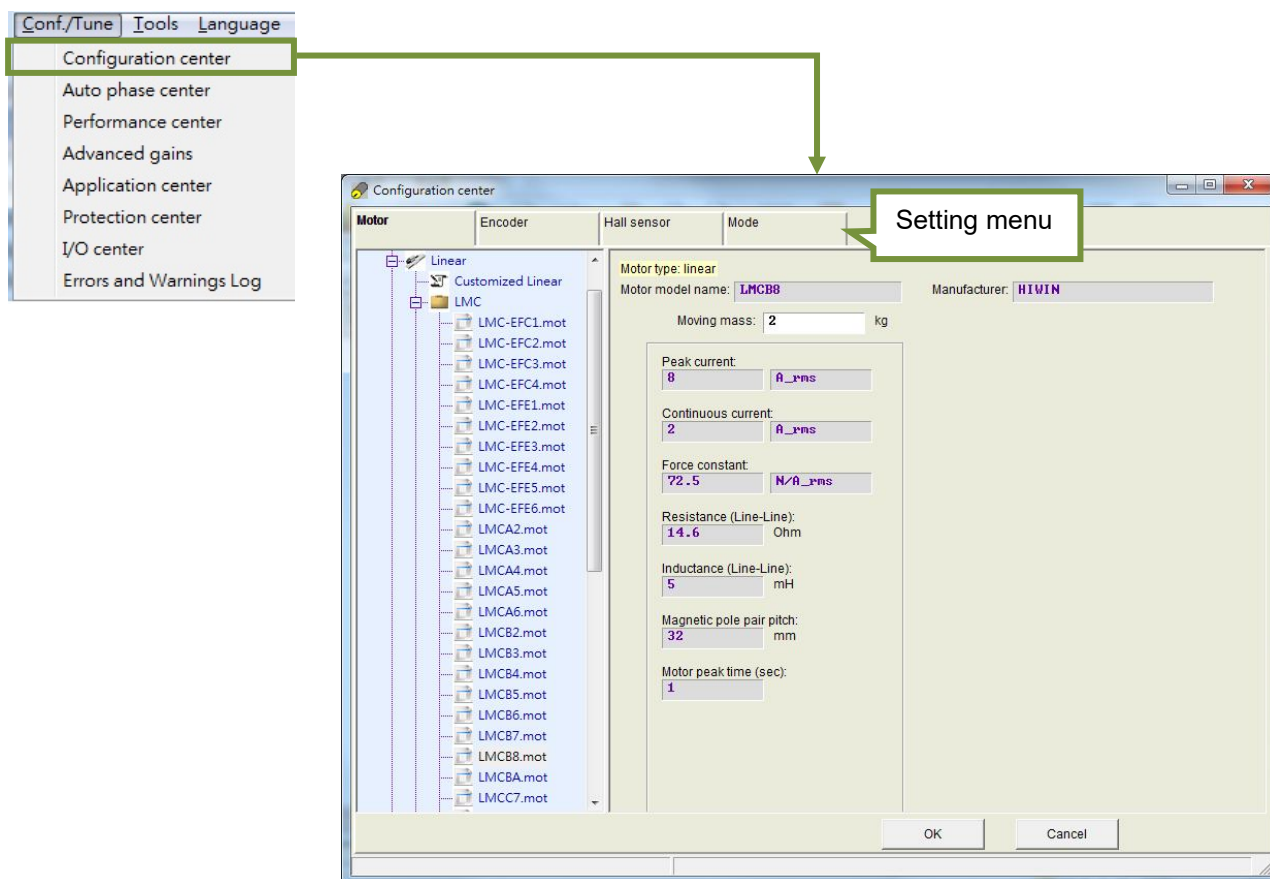 Conf./Tune Tools Language
Configuration center
Auto phase center
Performance center
Advanced gains
Application center
Protection center
I/O center
Errors and Warnings Log
Configuration center
Setting menu
Motor Encoder Hall sensor Mode
Linear
Customized Linear
LMC
LMC-EFC1.mot
LMC-EFC2.mot
LMC-EFC3.mot
LMC-EFC4.mot
LMC-EFE1.mot
LMC-EFE2.mot
LMC-EFE3.mot
LMC-EFE4.mot
LMC-EFE5.mot
LMC-EFE6.mot
LMCA2.mot
LMCA3.mot
LMCA4.mot
LMCA5.mot
LMCA6.mot
LMCB2.mot
LMCB3.mot
LMCB4.mot
LMCB5.mot
LMCB6.mot
LMCB7.mot
LMCB8.mot
LMCBA.mot
LMCC7.mot
Motor type: linear
Motor model name: LMCB8 Manufacturer: HIWIN
Moving mass: 2 kg
Peak current:
8 A_rms
Continuous current:
2 A_rms
Force constant:
72.5 N/A_rms
Resistance (Line-Line):
14.6 Ohm
Inductance (Line-Line):
5 mH
Magnetic pole pair pitch:
32 mm
Motor peak time (sec):
1
OK Cancel